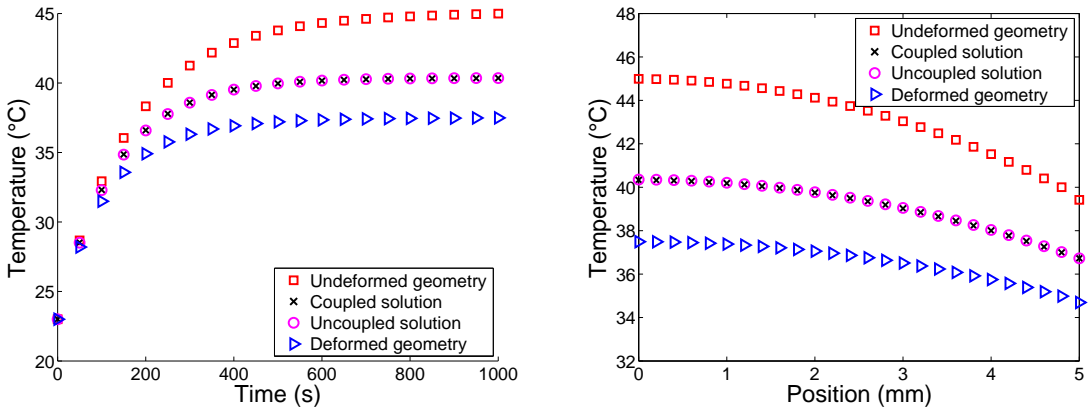 45
40
35
30
25
20
Temperature (°C)
0
200
400
600
800
1000
Time (s)
Undeformed geometry
Coupled solution
Uncoupled solution
Deformed geometry
48
46
44
42
40
38
36
34
32
Temperature (°C)
0
1
2
3
4
5
Position (mm)
Undeformed geometry
Coupled solution
Uncoupled solution
Deformed geometry